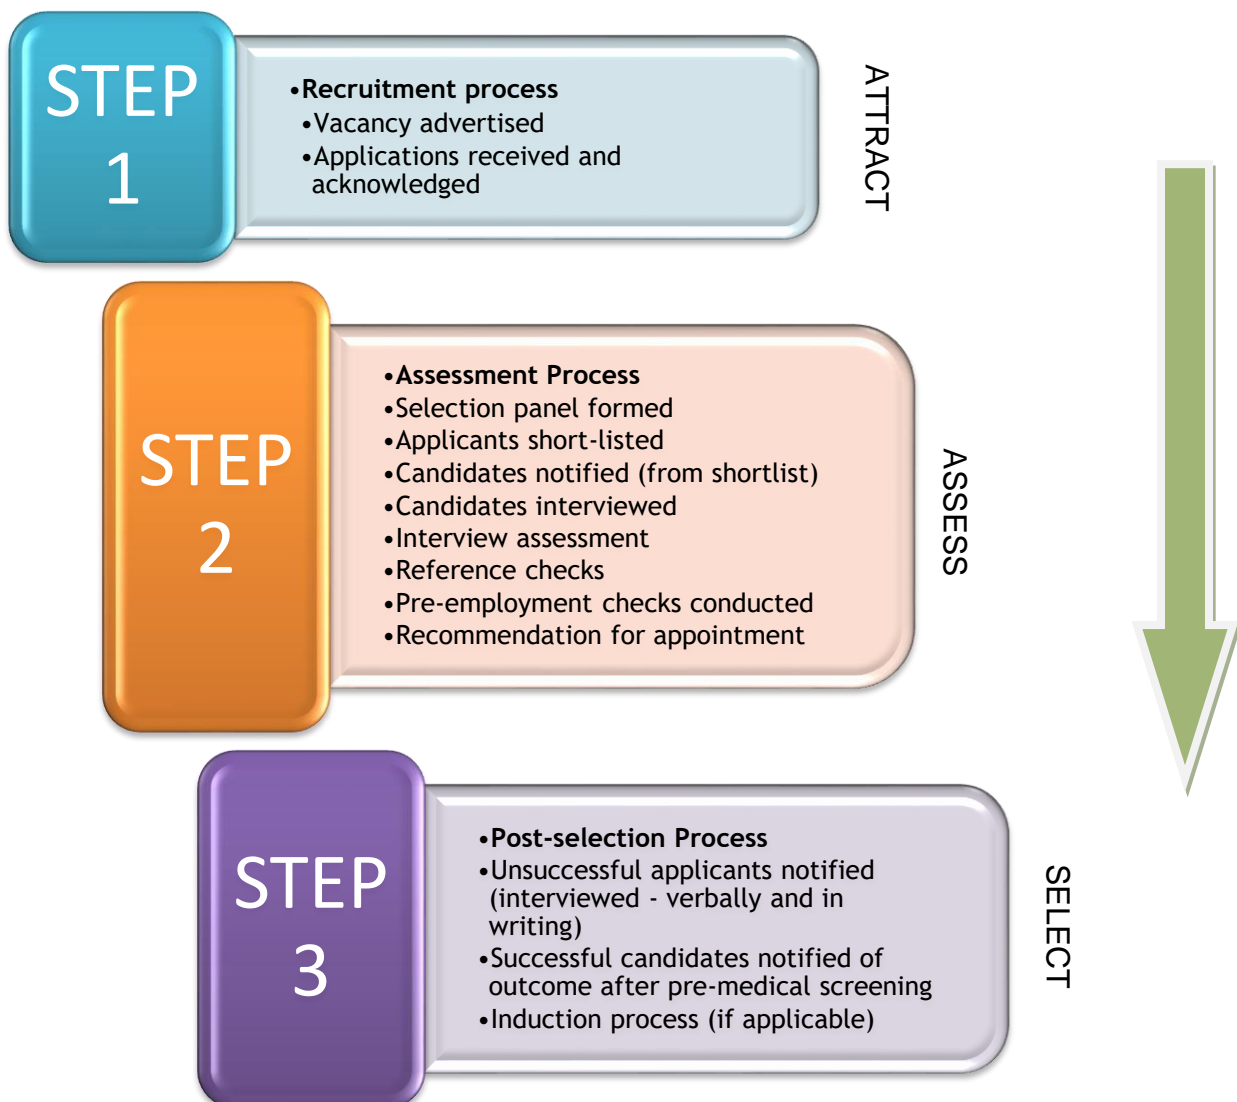 STEP
1
•Recruitment process
•Vacancy advertised
•Applications received and
acknowledged
ATTRACT
STEP
2
•Assessment Process
•Selection panel formed
•Applicants short-listed
•Candidates notified (from shortlist)
•Candidates interviewed
•Interview assessment
•Reference checks
•Pre-employment checks conducted
•Recommendation for appointment
ASSESS
STEP
3
•Post-selection Process
•Unsuccessful applicants notified
(interviewed - verbally and in
writing)
•Successful candidates notified of
outcome after pre-medical screening
•Induction process (if applicable)
SELECT